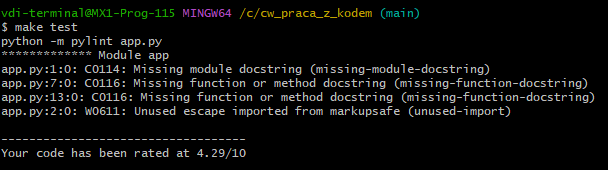 vdi-terminal@MX1-Prog-115 MINGW64 /c/cw_praca_z_kodem (main)
$ make test
python -m pylint app.py
************* Module app
app.py:1:0: C0114: Missing module docstring (missing-module-docstring)
app.py:7:0: C0116: Missing function or method docstring (missing-function-docstring)
app.py:13:0: C0116: Missing function or method docstring (missing-function-docstring)
app.py:2:0: W0611: Unused escape imported from markupsafe (unused-import)
-----------------------------------
Your code has been rated at 4.29/10